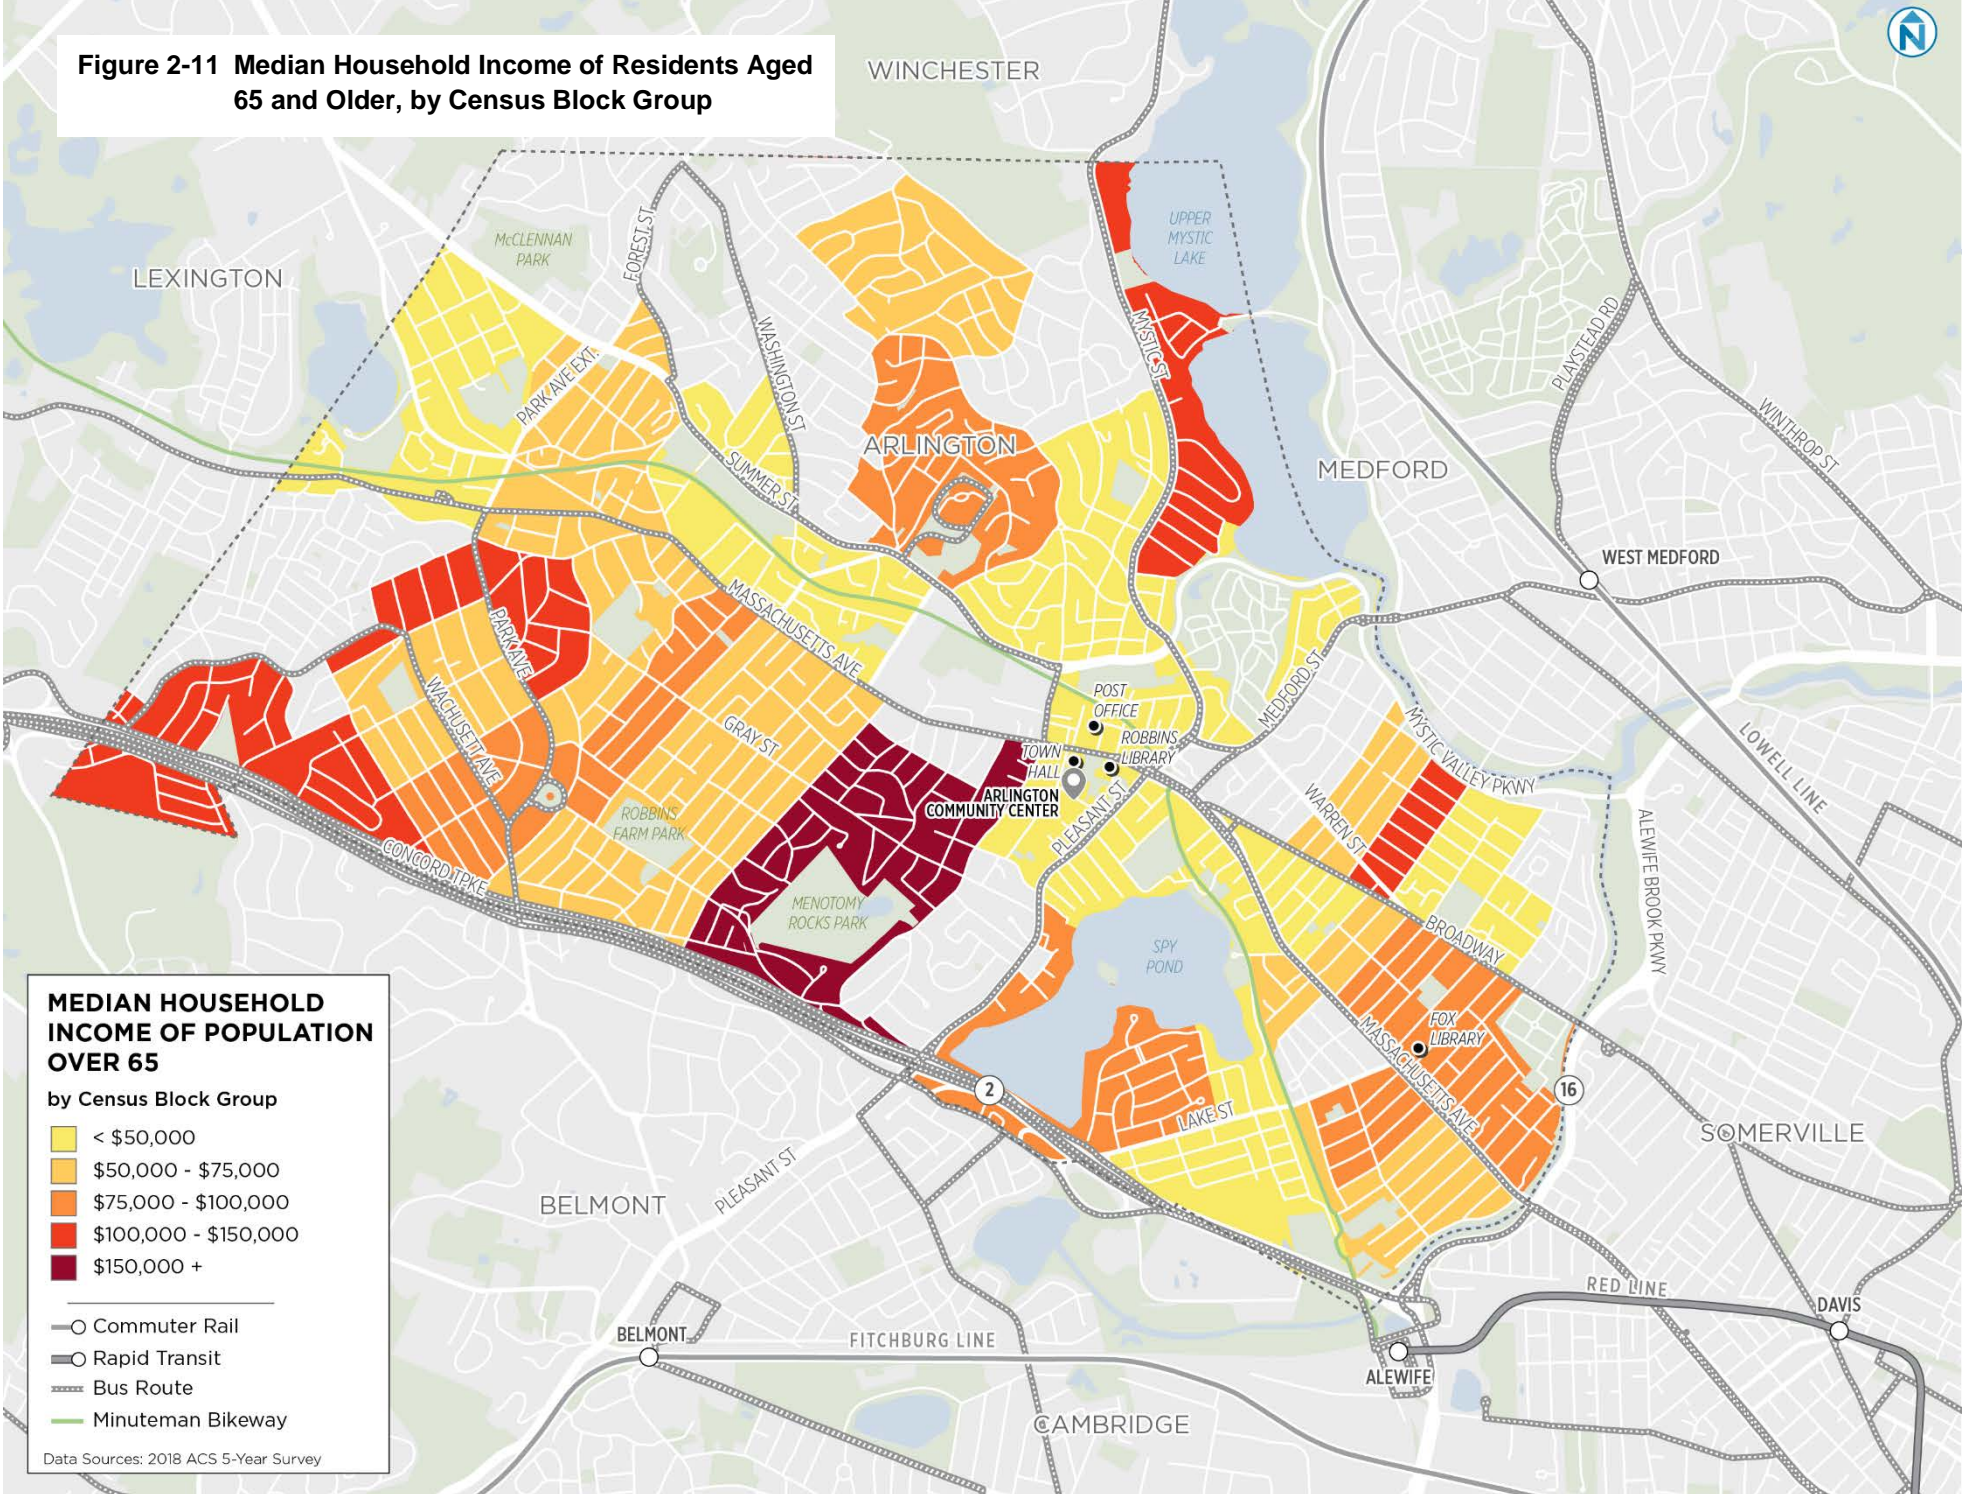 Figure 2-11 Median Household Income of Residents Aged
65 and Older, by Census Block Group
N
WINCHESTER
LEXINGTON
McCLENNAN
PARK
FOREST ST
WASHINGTON ST
UPPER
MYSTIC
LAKE
MYSTIC ST
PARK AVE EXT.
PLAYSTEAD RD
WINTHROP ST
ARLINGTON
MEDFORD
SUMMER ST
WEST MEDFORD
MASSACHUSETTS AVE
PARK AVE
WACHUSETT AVE
GRAY ST
MEDFORD ST
POST
OFFICE
ROBBINS
LIBRARY
TOWN
HALL
ARLINGTON
COMMUNITY CENTER
PLEASANT ST
MYSTIC VALLEY PKWY
WARREN ST
LOWELL LINE
ALEWIFE BROOK PKWY
ROBBINS
FARM PARK
CONCORD TPKE
MENOTOMY
ROCKS PARK
SPY
POND
BROADWAY
FOX
LIBRARY
MASSACHUSETTS AVE
2
16
LAKE ST
SOMERVILLE
BELMONT
PLEASANT ST
RED LINE
DAVIS
BELMONT
FITCHBURG LINE
ALEWIFE
CAMBRIDGE
MEDIAN HOUSEHOLD
INCOME OF POPULATION
OVER 65
by Census Block Group
< $50,000
$50,000 - $75,000
$75,000 - $100,000
$100,000 - $150,000
$150,000 +
Commuter Rail
Rapid Transit
Bus Route
Minuteman Bikeway
Data Sources: 2018 ACS 5-Year Survey